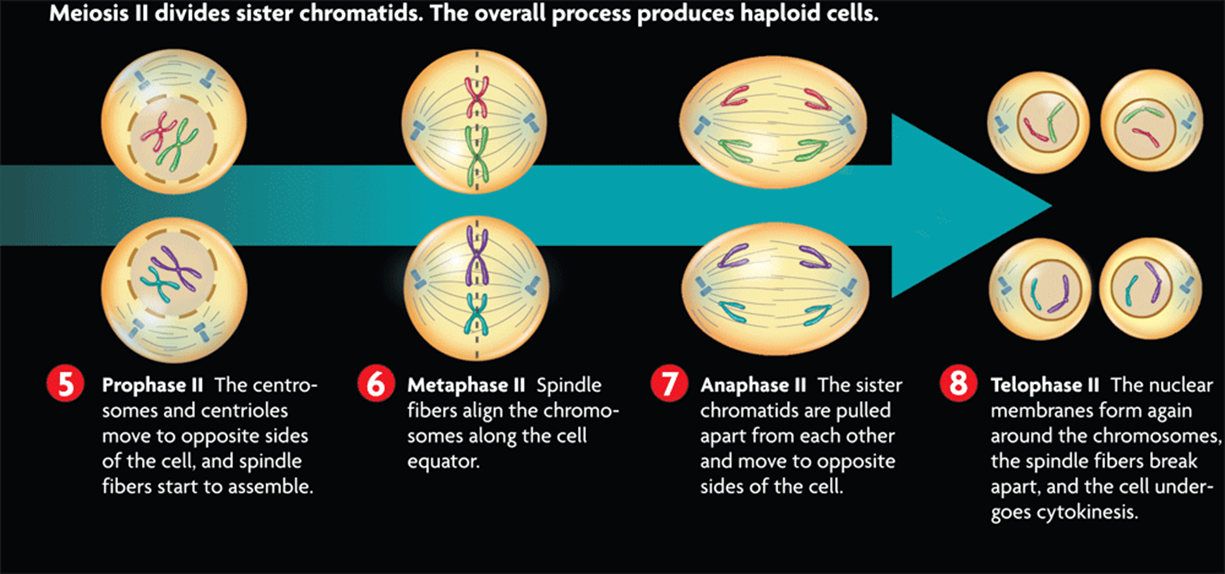 Meiosis II divides sister chromatids. The overall process produces haploid cells.
5
Prophase II The centro-
somes and centrioles
move to opposite sides
of the cell, and spindle
fibers start to assemble.
6
Metaphase II Spindle
fibers align the chromo-
somes along the cell
equator.
7
Anaphase II The sister
chromatids are pulled
apart from each other
and move to opposite
sides of the cell.
8
Telophase II The nuclear
membranes form again
around the chromosomes,
the spindle fibers break
apart, and the cell under-
goes cytokinesis.